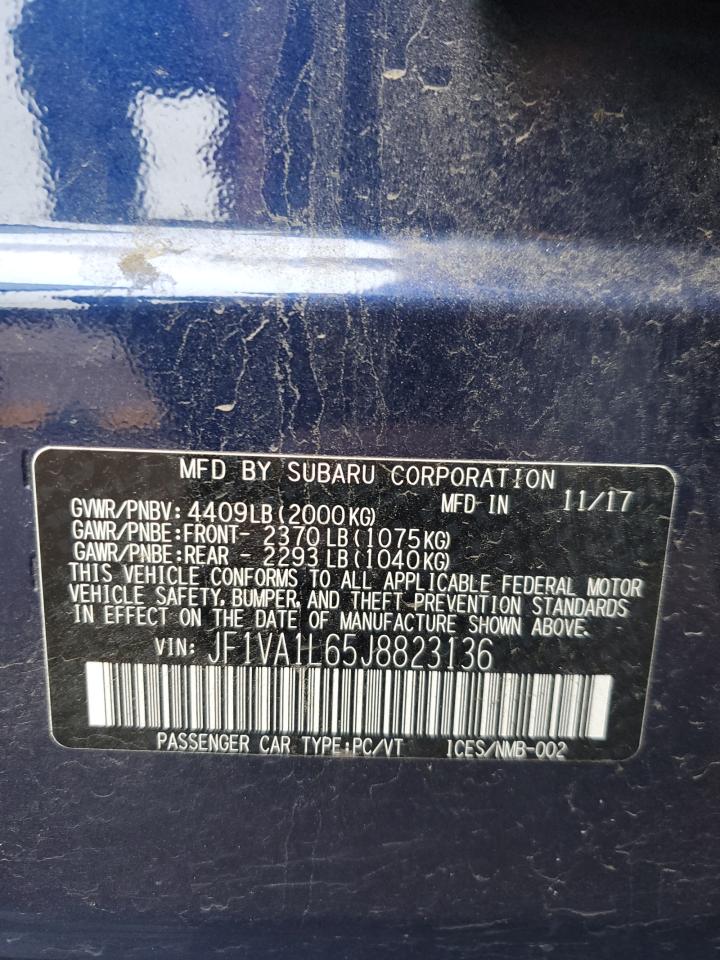 MFD BY SUBARU CORPORATION
MFD IN 11/17
GVWR/PNBV: 4409LB(2000KG)
GAWR/PNBE:FRONT- 2370LB(1075KG)
GAWR/PNBE:REAR - 2293LB(1040KG)
THIS VEHICLE CONFORMS TO ALL APPLICABLE FEDERAL MOTOR
VEHICLE SAFETY, BUMPER, AND THEFT PREVENTION STANDARDS
IN EFFECT ON THE DATE OF MANUFACTURE SHOWN ABOVE.
VIN: JF1VA1L65J8823136
PASSENGER CAR TYPE:PC/VT ICES/NMB-002